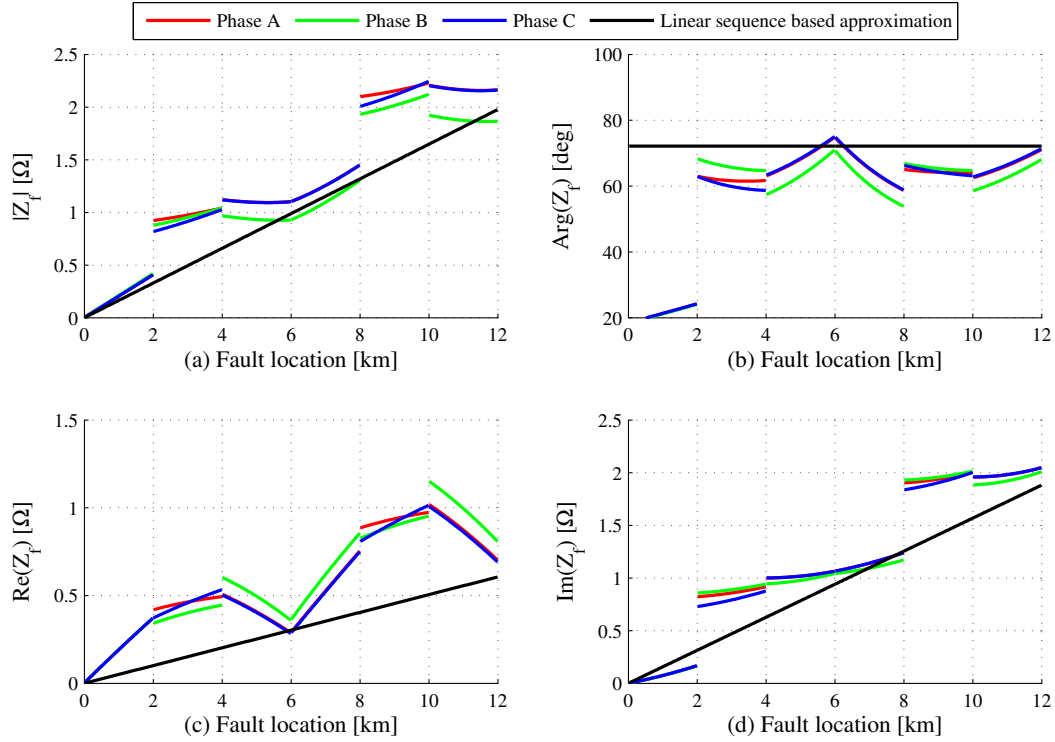 Phase A Phase B Phase C Linear sequence based approximation
2.5
2
1.5
1
0.5
0
0 2 4 6 8 10 12
|Z_f| [Ω]
(a) Fault location [km]
100
80
60
40
20
0 2 4 6 8 10 12
Arg(Z_f) [deg]
(b) Fault location [km]
1.5
1
0.5
0
0 2 4 6 8 10 12
Re(Z_f) [Ω]
(c) Fault location [km]
2.5
2
1.5
1
0.5
0
0 2 4 6 8 10 12
Im(Z_f) [Ω]
(d) Fault location [km]